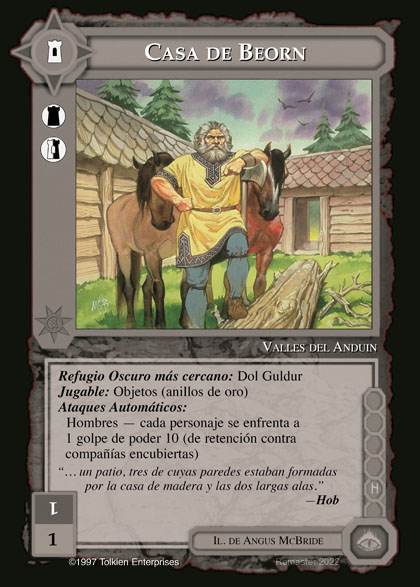 Casa de Beorn
Valles del Anduin
Refugio Oscuro más cercano: Dol Guldur
Jugable: Objetos (anillos de oro)
Ataques Automáticos:
Hombres — cada personaje se enfrenta a
1 golpe de poder 10 (de retención contra
compañías encubiertas)
“… un patio, tres de cuyas paredes estaban formadas
por la casa de madera y las dos largas alas.”
–Hob
H
1
1
Il. de Angus McBride
©1997 Tolkien Enterprises
Remaster 2022